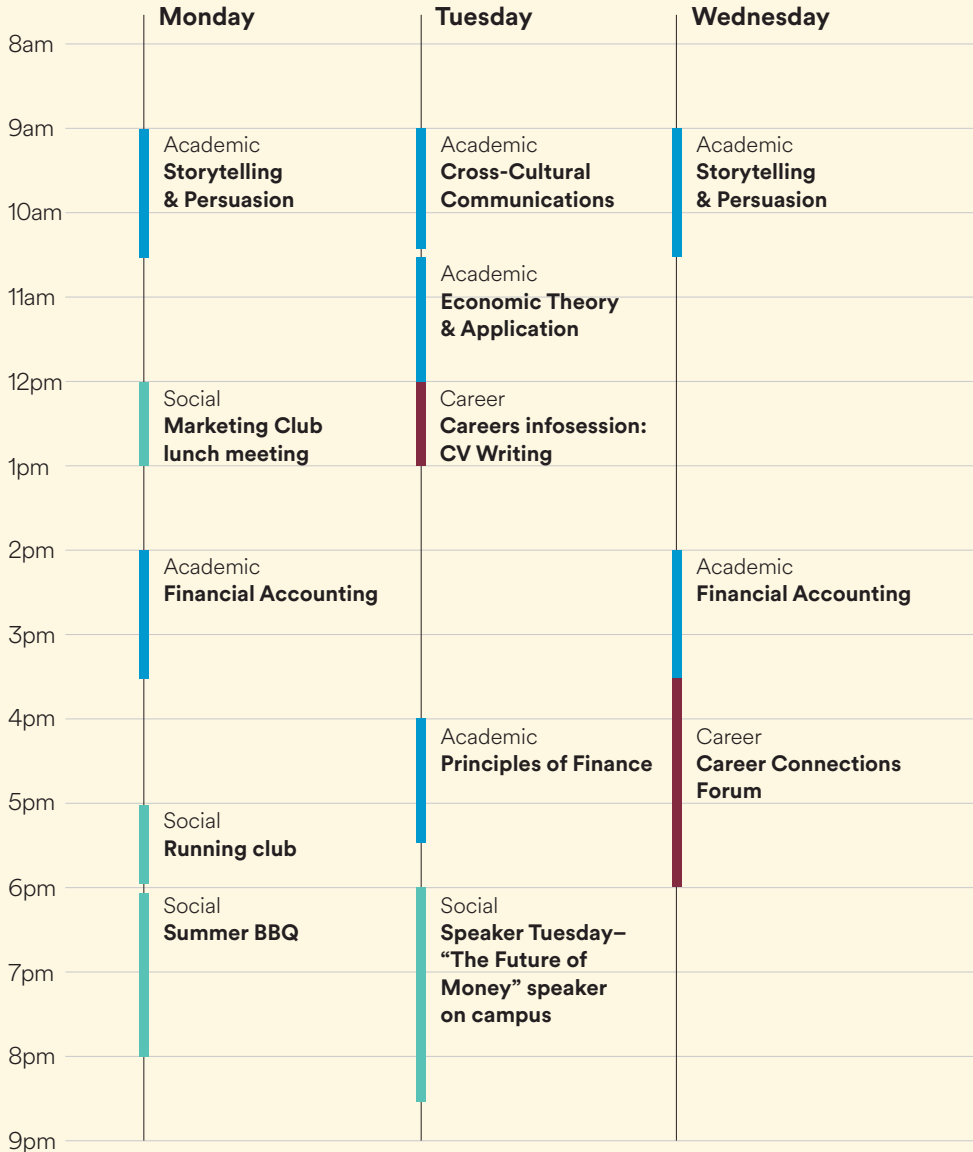 Monday
Tuesday
Wednesday
8am
9am
10am
11am
12pm
1pm
2pm
3pm
4pm
5pm
6pm
7pm
8pm
9pm
Academic
Storytelling
& Persuasion
Social
Marketing Club
lunch meeting
Academic
Financial Accounting
Social
Running club
Social
Summer BBQ
Academic
Cross-Cultural
Communications
Academic
Economic Theory
& Application
Career
Careers infosession:
CV Writing
Academic
Principles of Finance
Social
Speaker Tuesday–
“The Future of
Money” speaker
on campus
Academic
Storytelling
& Persuasion
Academic
Financial Accounting
Career
Career Connections
Forum